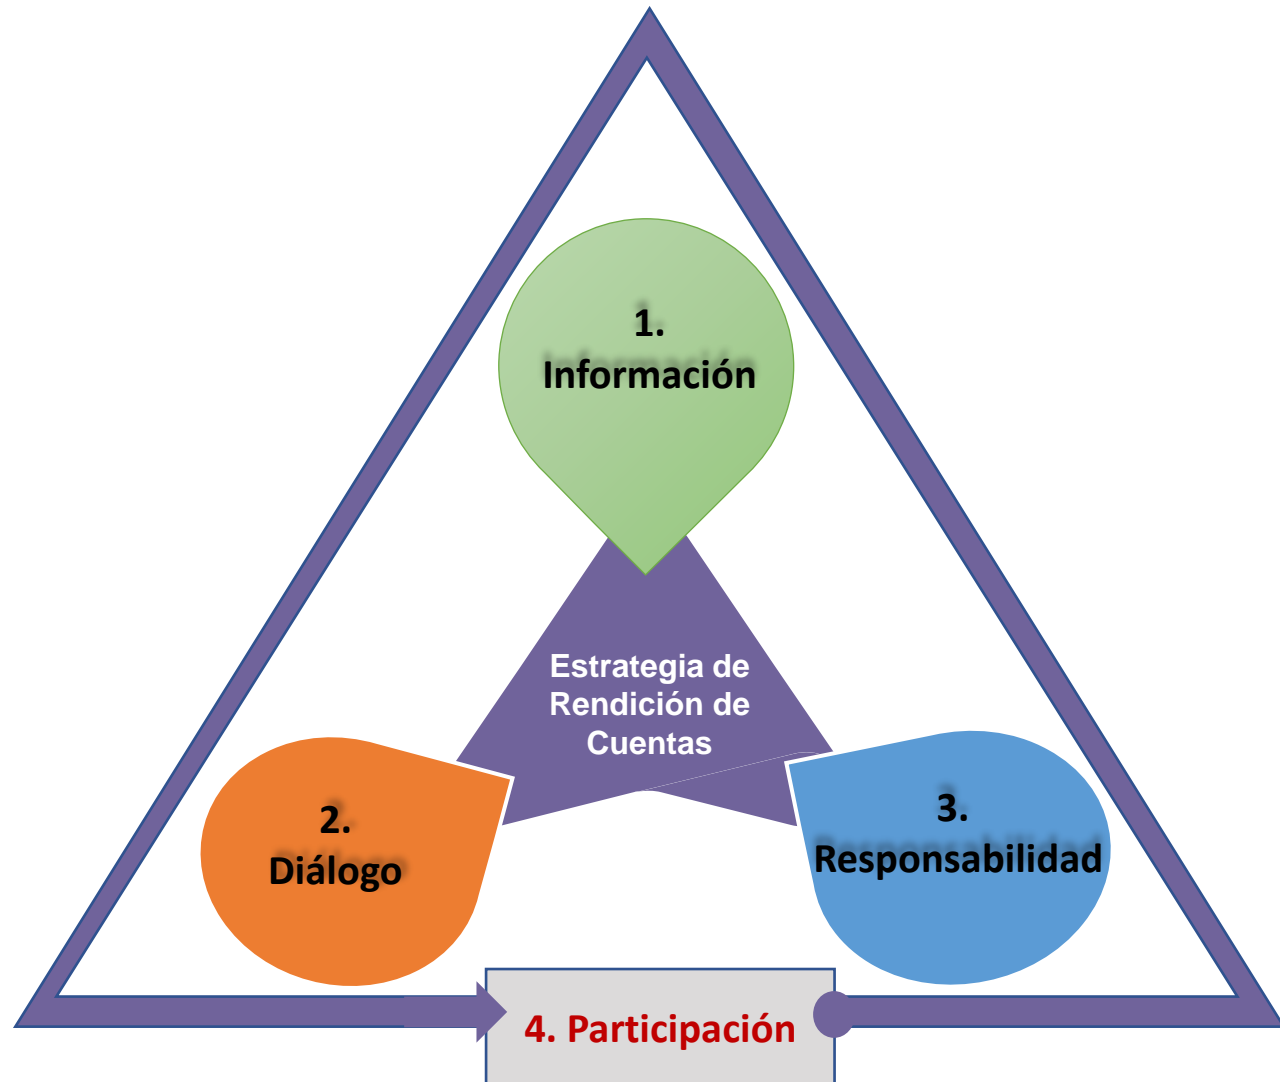 1.
Información
Estrategia de
Rendición de
Cuentas
2.
Diálogo
3.
Responsabilidad
4. Participación